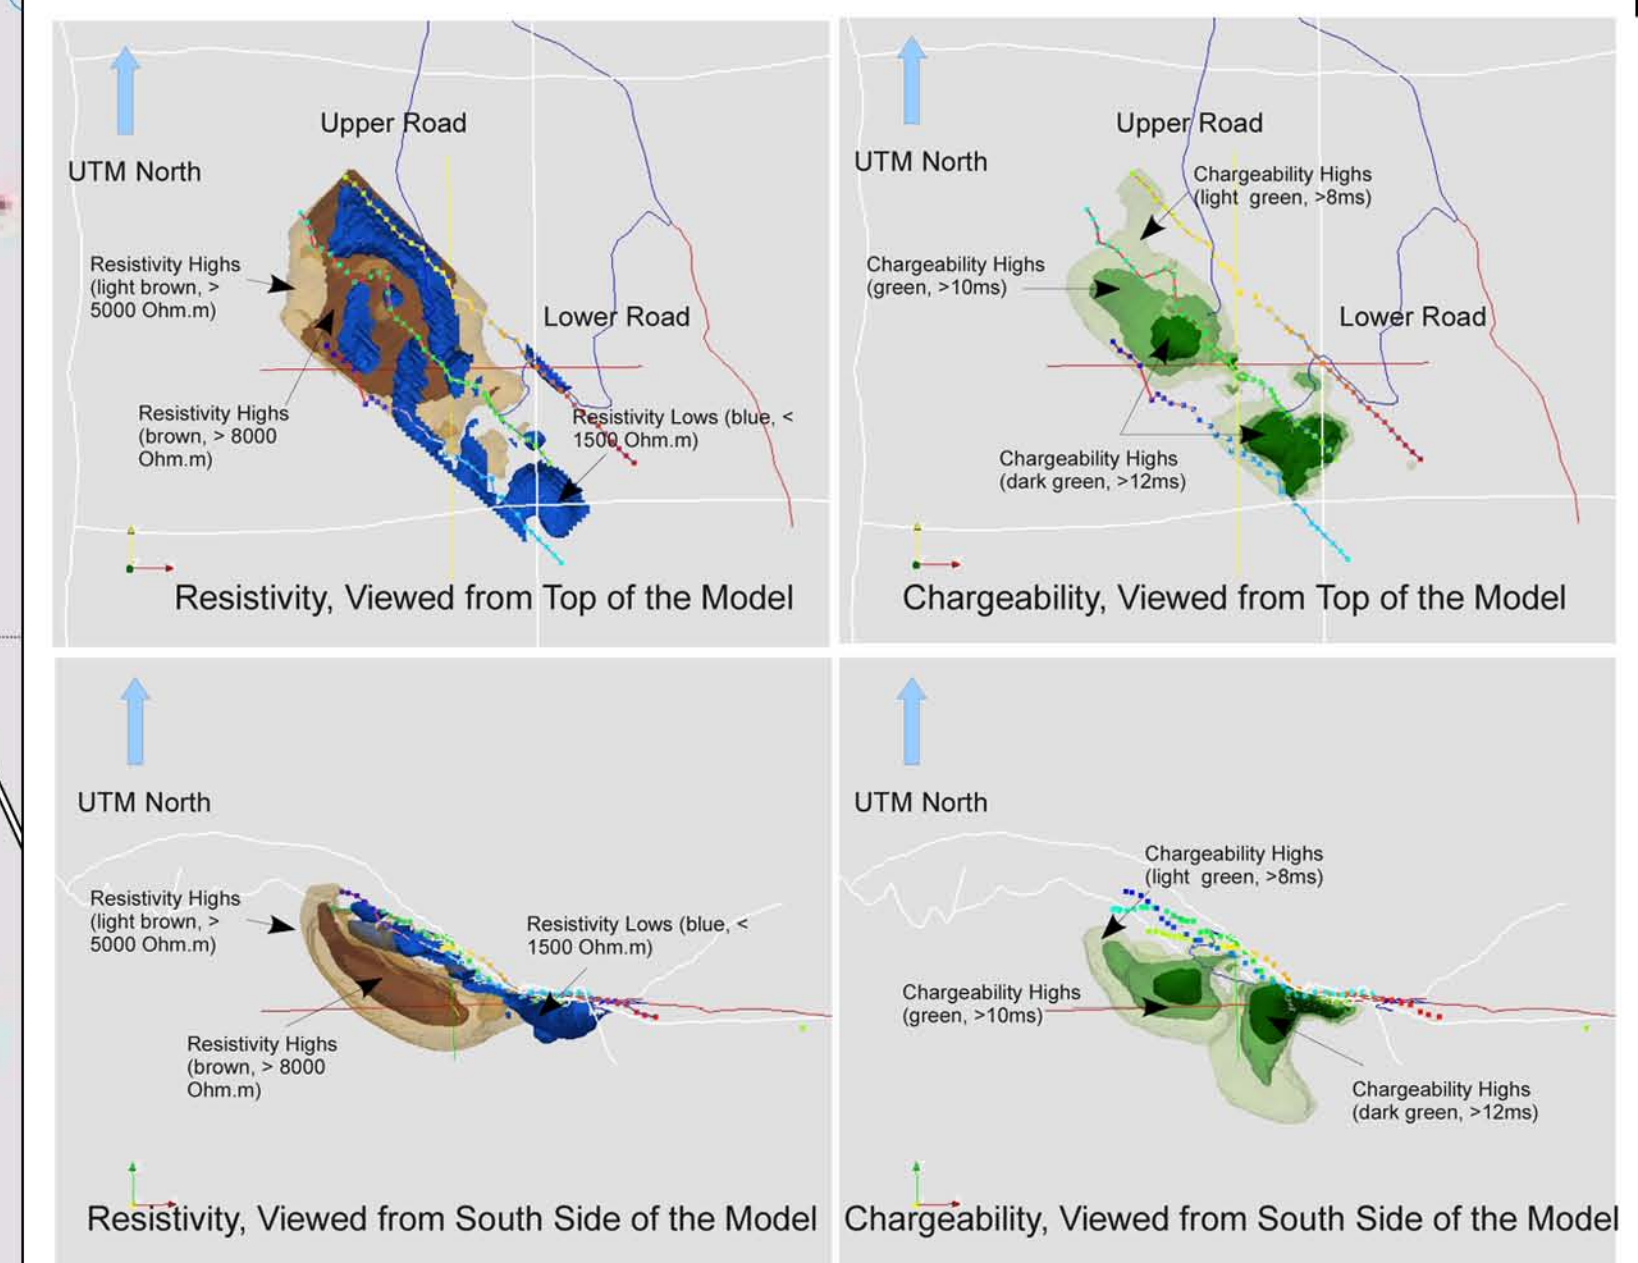 Upper Road
UTM North
Resistivity Highs
(light brown, >
5000 Ohm.m)
Lower Road
Resistivity Highs
(brown, > 8000
Ohm.m)
Resistivity Lows (blue, <
1500 Ohm.m)
Resistivity, Viewed from Top of the Model
Upper Road
UTM North
Chargeability Highs
(light  green, >8ms)
Chargeability Highs
(green, >10ms)
Lower Road
Chargeability Highs
(dark green, >12ms)
Chargeability, Viewed from Top of the Model
UTM North
Resistivity Highs
(light brown, >
5000 Ohm.m)
Resistivity Lows (blue, <
1500 Ohm.m)
Resistivity Highs
(brown, > 8000
Ohm.m)
Resistivity, Viewed from South Side of the Model
UTM North
Chargeability Highs
(light  green, >8ms)
Chargeability Highs
(green, >10ms)
Chargeability Highs
(dark green, >12ms)
Chargeability, Viewed from South Side of the Model